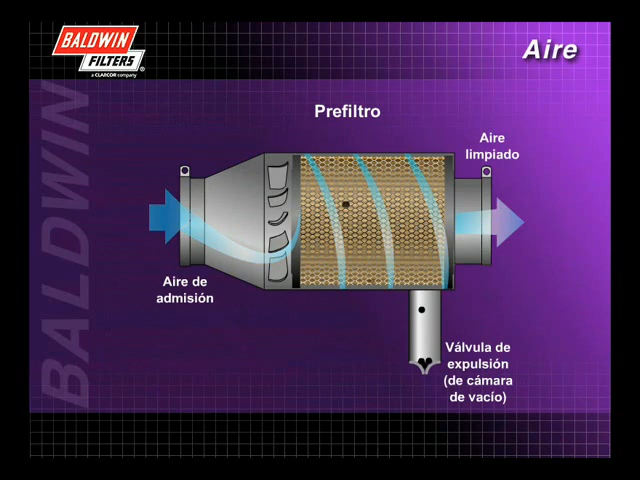 BALDWIN
FILTERS®
a CLARCOR company
Aire
Prefiltro
Aire
limpiado
Aire de
admisión
Válvula de
expulsión
(de cámara
de vacío)
BALDWIN